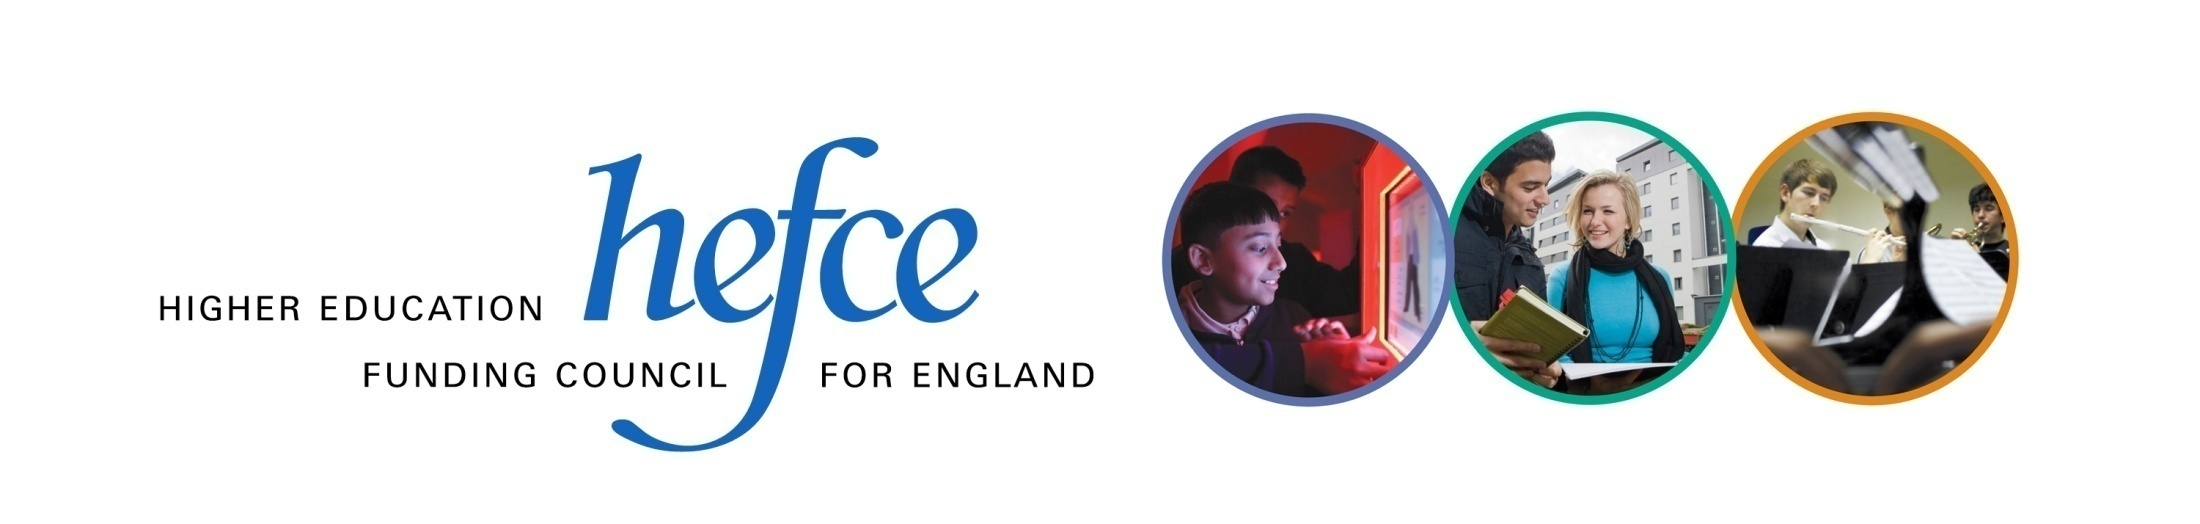 hefce
HIGHER EDUCATION
FUNDING COUNCIL FOR ENGLAND